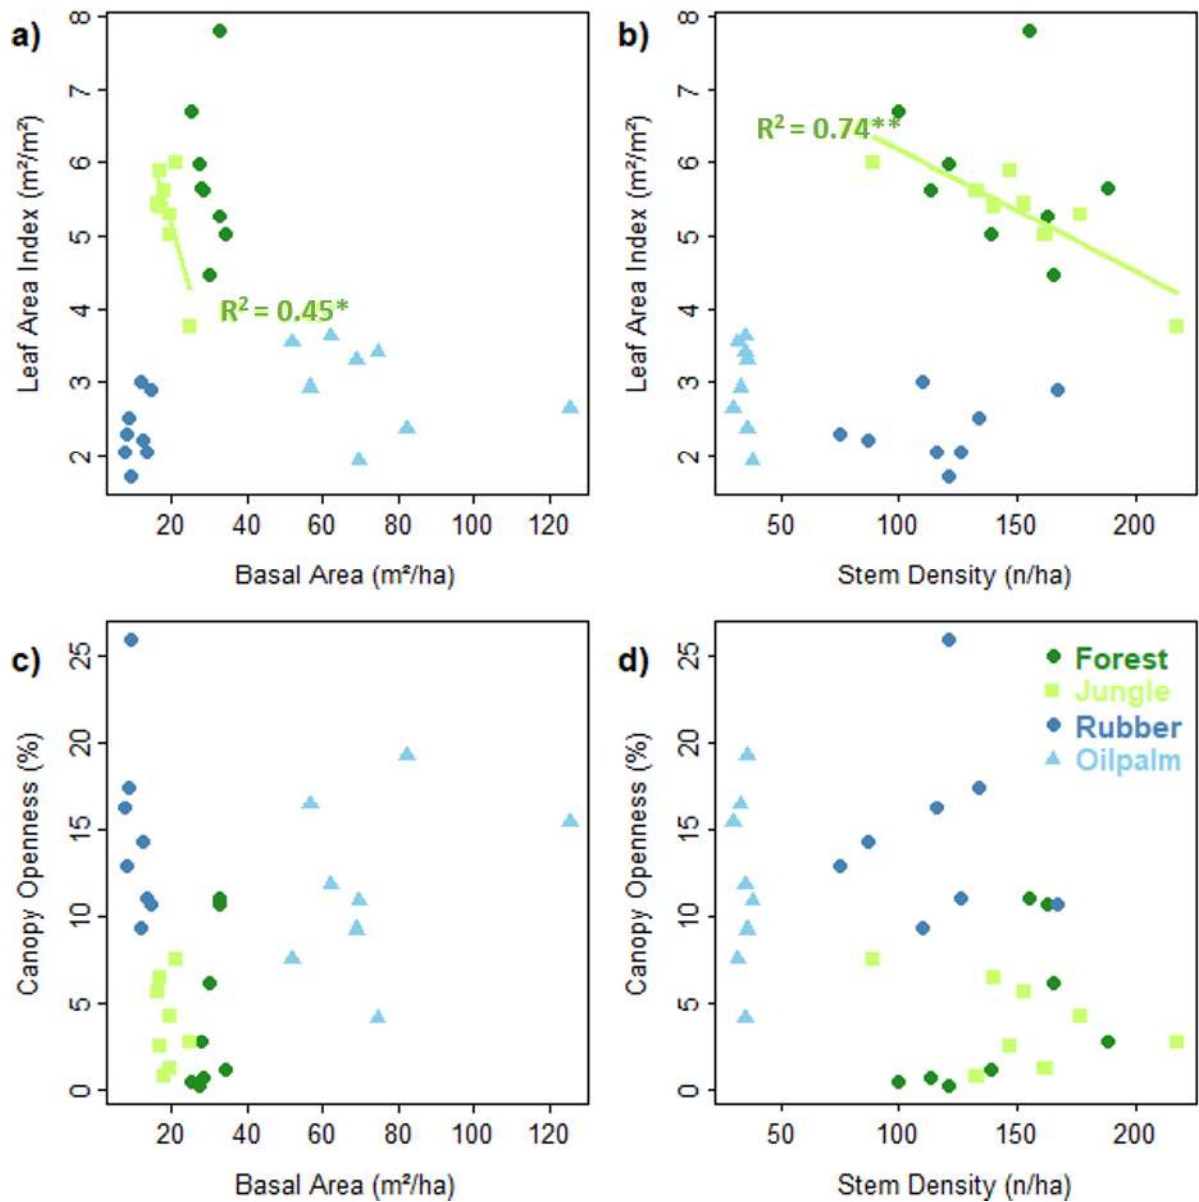 a)
8
7
6
5
4
3
2
Leaf Area Index (m²/m²)
R² = 0.45*
20 40 60 80 100 120
Basal Area (m²/ha)
b)
8
7
6
5
4
3
2
Leaf Area Index (m²/m²)
R² = 0.74**
50 100 150 200
Stem Density (n/ha)
c)
25
20
15
10
5
0
Canopy Openness (%)
20 40 60 80 100 120
Basal Area (m²/ha)
d)
25
20
15
10
5
0
Canopy Openness (%)
Forest
Jungle
Rubber
Oilpalm
50 100 150 200
Stem Density (n/ha)